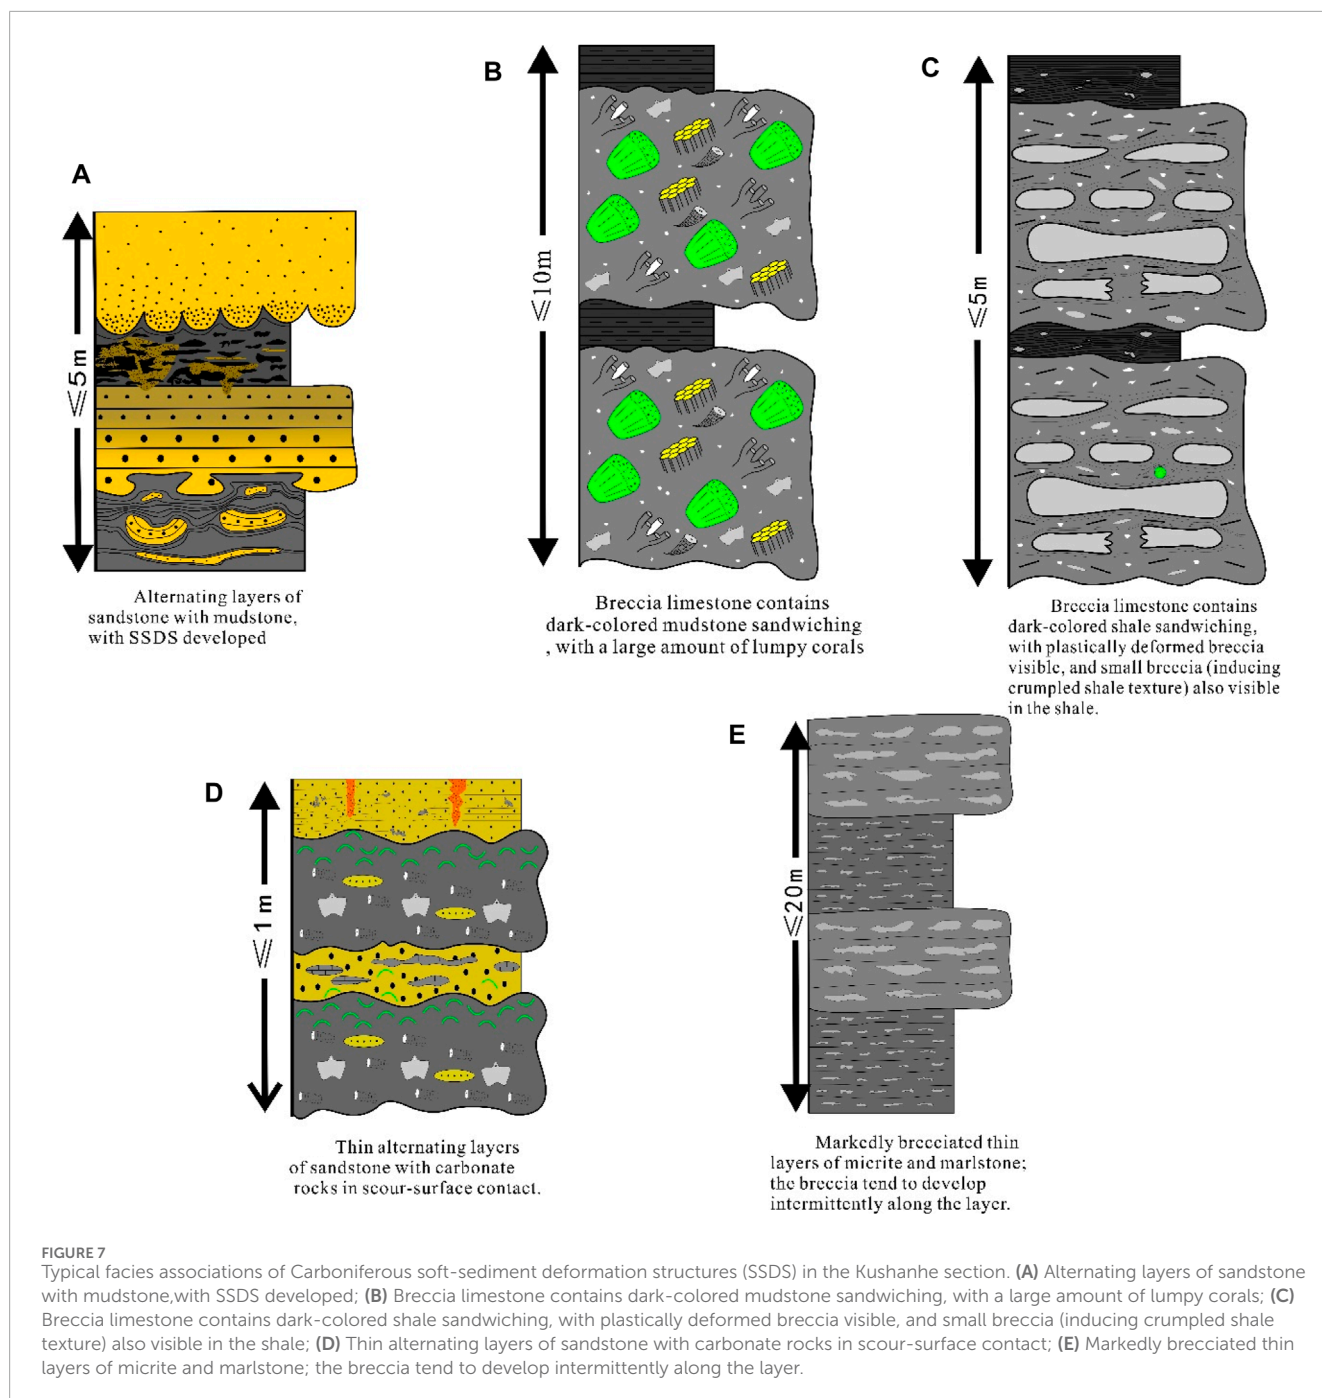 A
≤5m
Alternating layers of
sandstone with mudstone,
with SSDS developed
B
≤10m
Breccia limestone contains
dark-colored mudstone sandwiching
, with a large amount of lumpy corals
C
≤5m
Breccia limestone contains
dark-colored shale sandwiching,
with plastically deformed breccia
visible, and small breccia (inducing
crumpled shale texture) also visible
in the shale.
D
≤1m
Thin alternating layers
of sandstone with carbonate
rocks in scour-surface contact.
E
≤20m
Markedly brecciated thin
layers of micrite and marlstone;
the breccia tend to develop
intermittently along the layer.
FIGURE 7
Typical facies associations of Carboniferous soft-sediment deformation structures (SSDS) in the Kushanhe section. (A) Alternating layers of sandstone
with mudstone,with SSDS developed; (B) Breccia limestone contains dark-colored mudstone sandwiching, with a large amount of lumpy corals; (C)
Breccia limestone contains dark-colored shale sandwiching, with plastically deformed breccia visible, and small breccia (inducing crumpled shale
texture) also visible in the shale; (D) Thin alternating layers of sandstone with carbonate rocks in scour-surface contact; (E) Markedly brecciated thin
layers of micrite and marlstone; the breccia tend to develop intermittently along the layer.